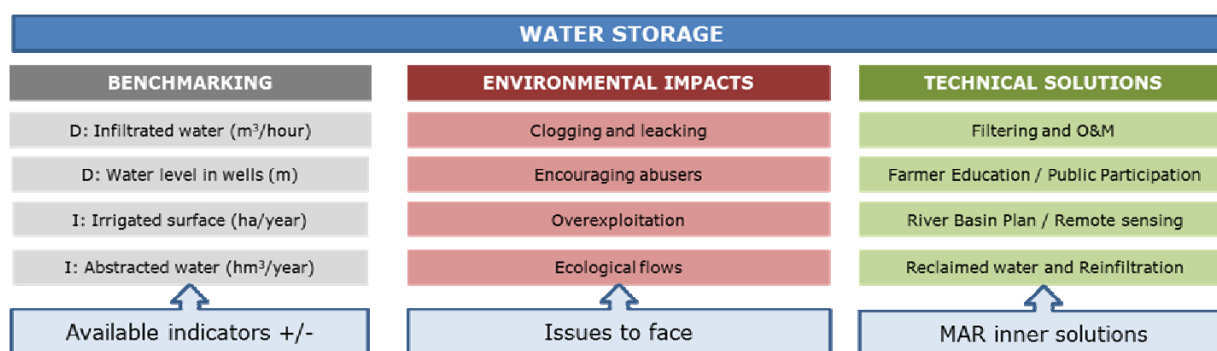 WATER STORAGE
BENCHMARKING
D: Infiltrated water (m³/hour)
D: Water level in wells (m)
I: Irrigated surface (ha/year)
I: Abstracted water (hm³/year)
Available indicators +/-
ENVIRONMENTAL IMPACTS
Clogging and leacking
Encouraging abusers
Overexploitation
Ecological flows
Issues to face
TECHNICAL SOLUTIONS
Filtering and O&M
Farmer Education / Public Participation
River Basin Plan / Remote sensing
Reclaimed water and Reinfiltration
MAR inner solutions